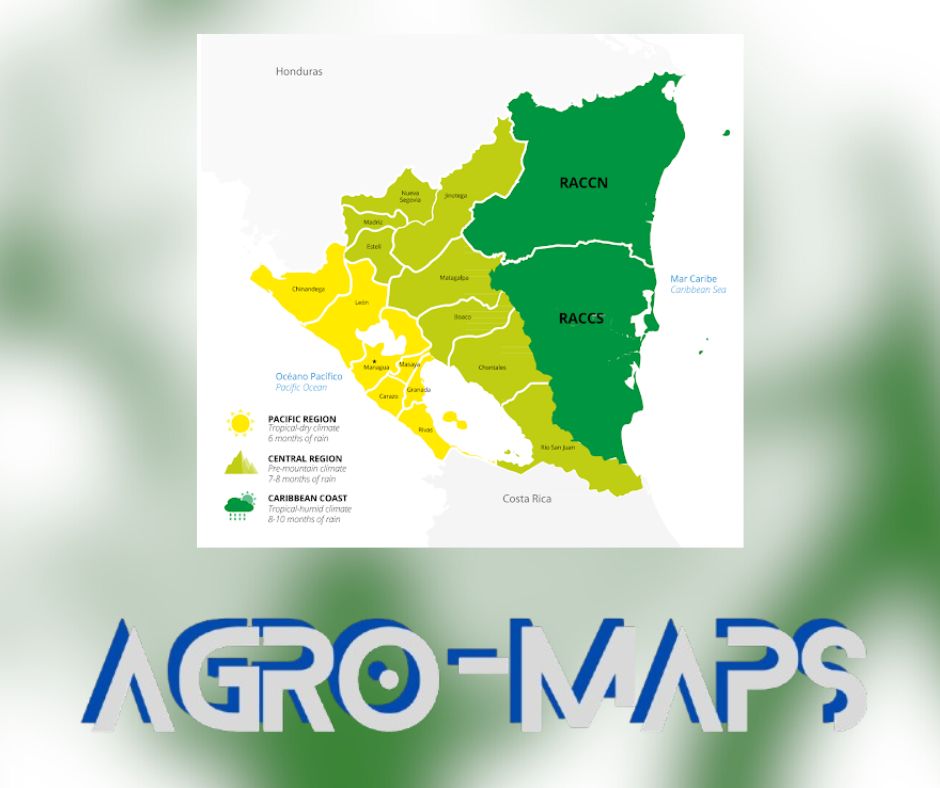 Honduras
RACCN
Nueva
Segovia
Jinotega
Madriz
Estelí
Matagalpa
Mar Caribe
Caribbean Sea
Chinandega
León
Boaco
RACCS
Managua
Masaya
Chontales
Océano Pacífico
Pacific Ocean
Granada
Carazo
Rivas
Río San Juan
PACIFIC REGION
Tropical-dry climate
6 months of rain
CENTRAL REGION
Pre-mountain climate
7-8 months of rain
CARIBBEAN COAST
Tropical-humid climate
8-10 months of rain
Costa Rica
AGRO-MAPS